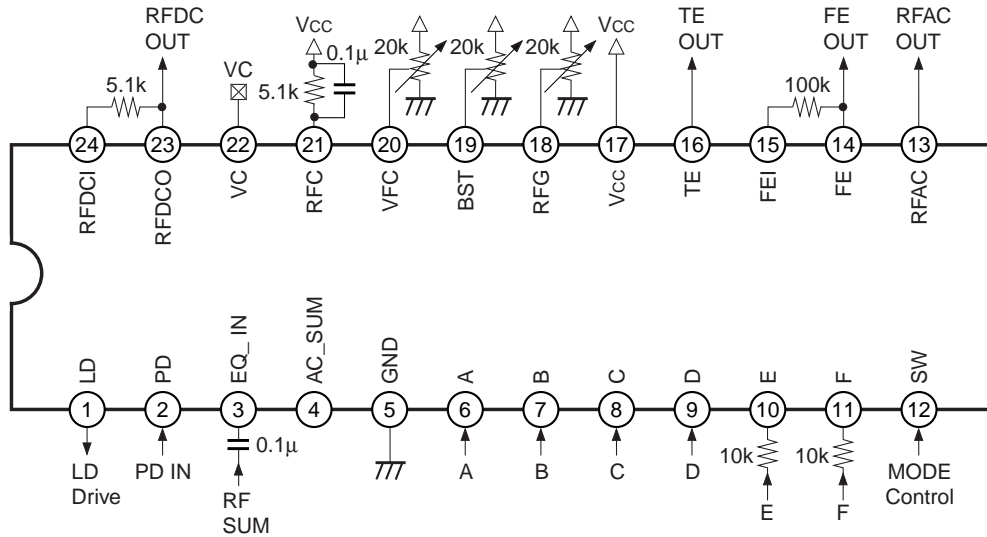 RFDC
OUT
VCC
0.1µ
20k
20k
20k
VCC
TE
OUT
FE
OUT
RFAC
OUT
VC
5.1k
5.1k
100k
24
23
22
21
20
19
18
17
16
15
14
13
RFDCI
RFDCO
VC
RFC
VFC
BST
RFG
VCC
TE
FEI
FE
RFAC
LD
PD
EQ_ IN
AC_SUM
GND
A
B
C
D
E
F
SW
1
2
3
4
5
6
7
8
9
10
11
12
0.1µ
10k
10k
LD
Drive
PD IN
RF
SUM
A
B
C
D
E
F
MODE
Control